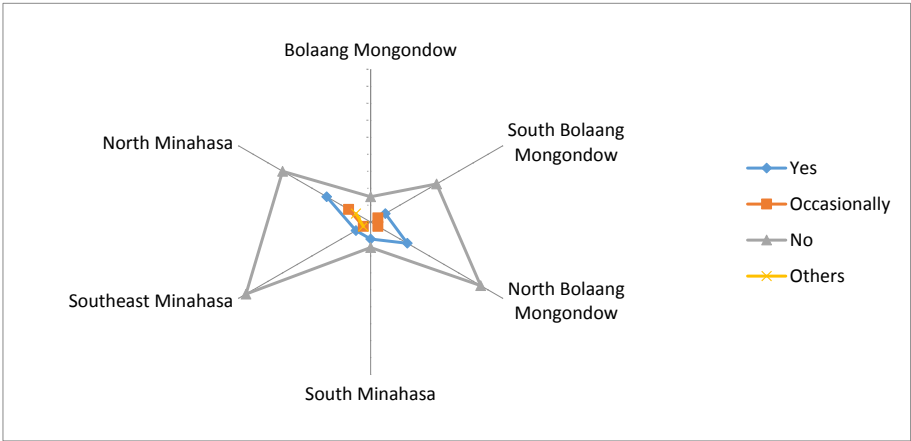 Bolaang Mongondow
South Bolaang
Mongondow
North Bolaang
Mongondow
South Minahasa
Southeast Minahasa
North Minahasa
Yes
Occasionally
No
Others